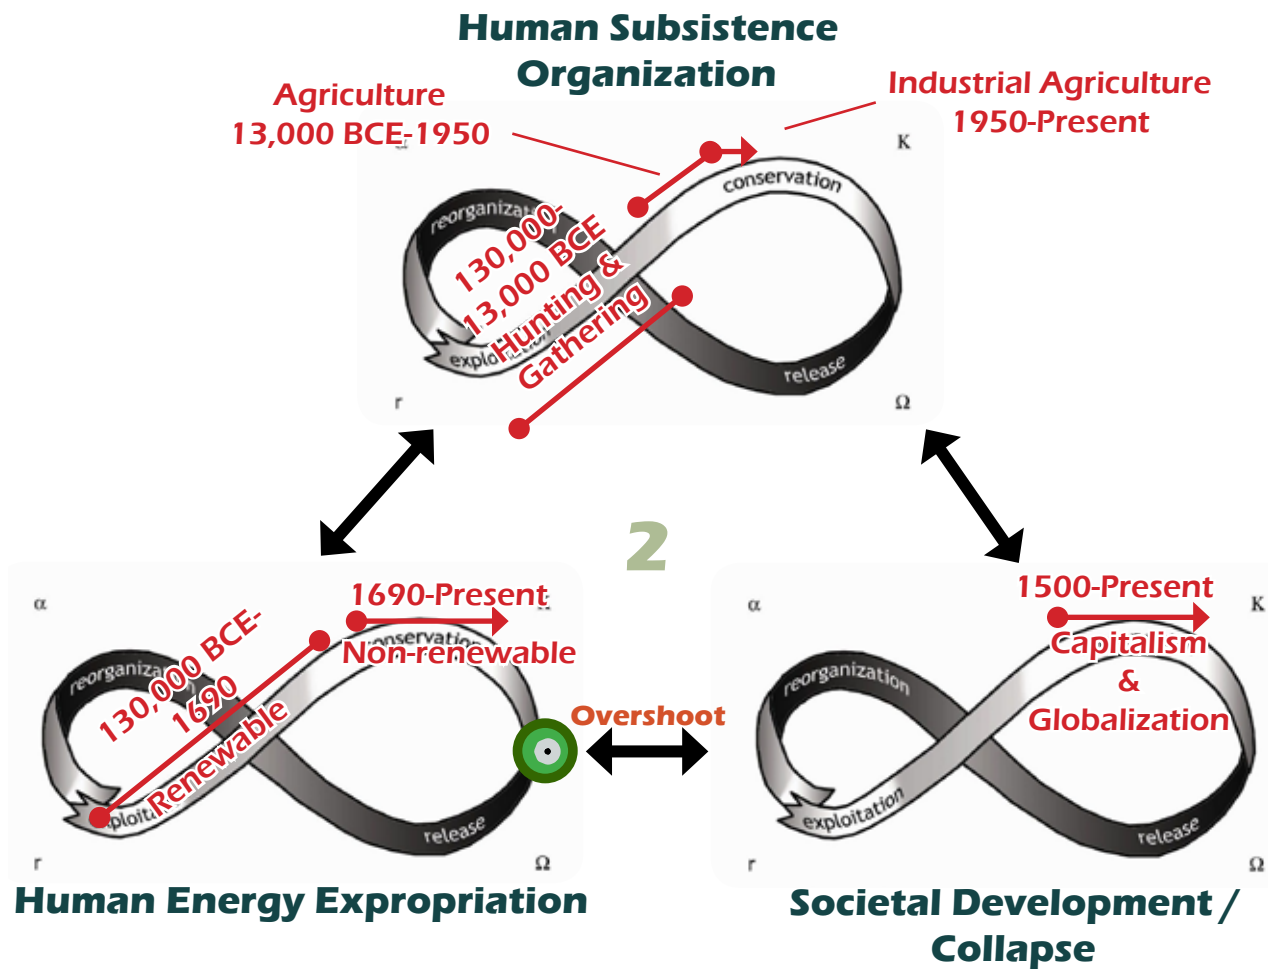 Human Subsistence
Organization
Agriculture
13,000 BCE-1950
Industrial Agriculture
1950-Present
K
conservation
130,000-
13,000 BCE
Hunting &
Gathering
release
r
Ω
2
α
1690-Present
Non-renewable
130,000 BCE-
1690
Renewable
release
r
Ω
Human Energy Expropriation
Overshoot
α
1500-Present
K
Capitalism
&
Globalization
reorganization
exploitation
release
r
Ω
Societal Development /
Collapse